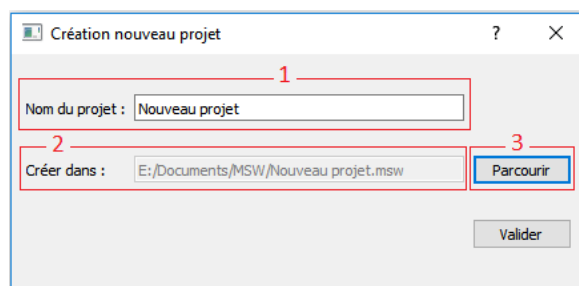 Création nouveau projet ?
1
Nom du projet : Nouveau projet
2 3
Créer dans : E:/Documents/MSW/Nouveau projet.msw Parcourir
Valider